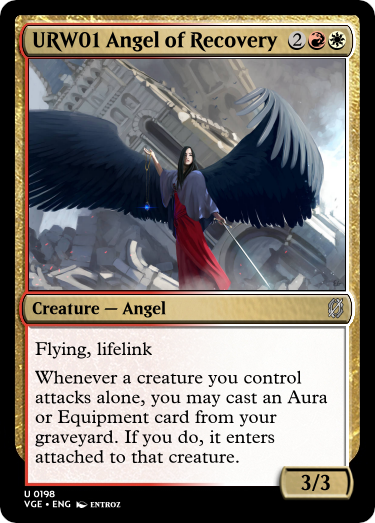 URW01 Angel of Recovery 2
Creature — Angel
Flying, lifelink
Whenever a creature you control
attacks alone, you may cast an Aura
or Equipment card from your
graveyard. If you do, it enters
attached to that creature.
3/3
U 0198
VGE • ENG ENTROZ